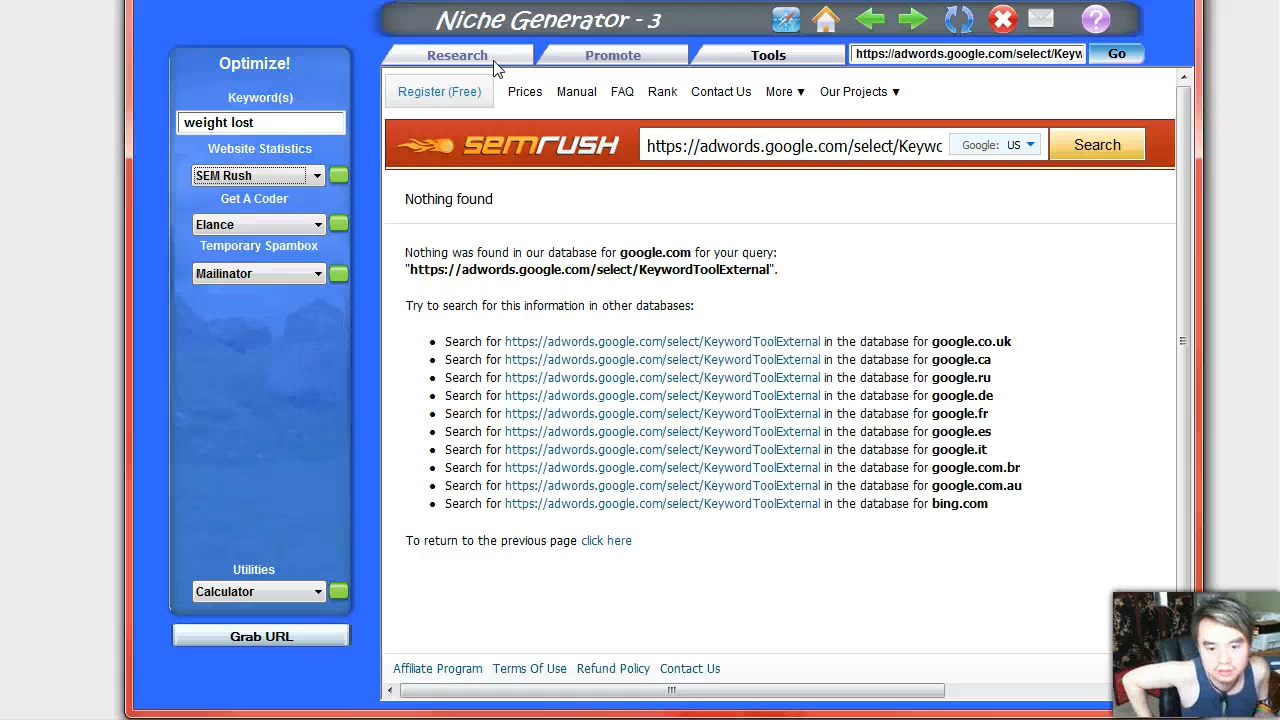 Niche Generator - 3
Research
Promote
Tools
https://adwords.google.com/select/Keyw
Go
Optimize!
Keyword(s)
weight lost
Website Statistics
SEM Rush
Get A Coder
Elance
Temporary Spambox
Mailinator
Utilities
Calculator
Grab URL
Register (Free)
Prices
Manual
FAQ
Rank
Contact Us
More ▼
Our Projects ▼
SEMRUSH
https://adwords.google.com/select/Keywo
Google: US ▼
Search
Nothing found
Nothing was found in our database for google.com for your query:
"https://adwords.google.com/select/KeywordToolExternal".
Try to search for this information in other databases:
Search for https://adwords.google.com/select/KeywordToolExternal in the database for google.co.uk
Search for https://adwords.google.com/select/KeywordToolExternal in the database for google.ca
Search for https://adwords.google.com/select/KeywordToolExternal in the database for google.ru
Search for https://adwords.google.com/select/KeywordToolExternal in the database for google.de
Search for https://adwords.google.com/select/KeywordToolExternal in the database for google.fr
Search for https://adwords.google.com/select/KeywordToolExternal in the database for google.es
Search for https://adwords.google.com/select/KeywordToolExternal in the database for google.it
Search for https://adwords.google.com/select/KeywordToolExternal in the database for google.com.br
Search for https://adwords.google.com/select/KeywordToolExternal in the database for google.com.au
Search for https://adwords.google.com/select/KeywordToolExternal in the database for bing.com
To return to the previous page click here
Affiliate Program
Terms Of Use
Refund Policy
Contact Us